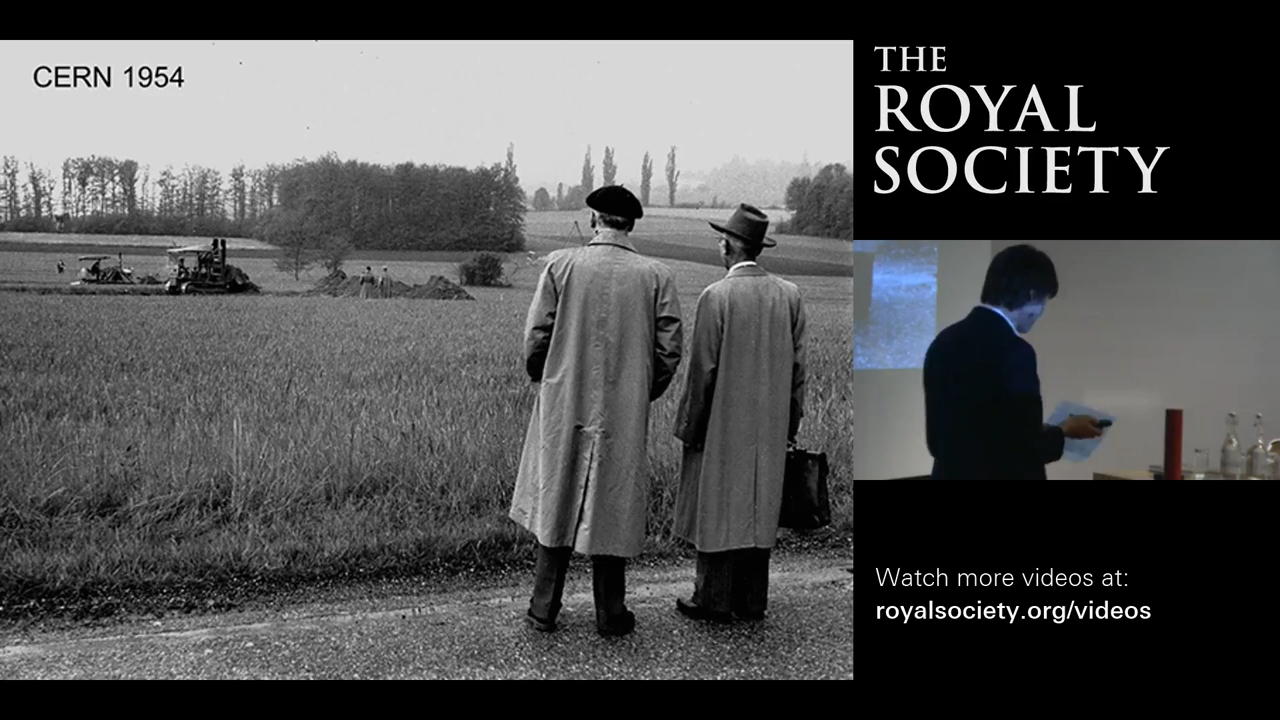 CERN 1954
THE
ROYAL
SOCIETY
Watch more videos at:
royalsociety.org/videos